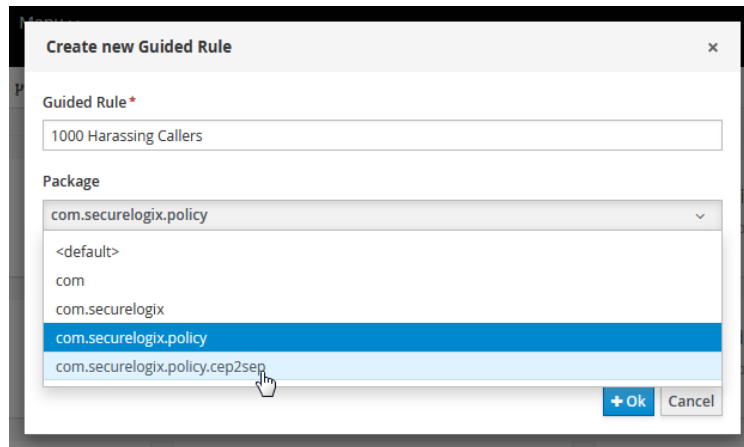 Create new Guided Rule
×
Guided Rule*
1000 Harassing Callers
Package
com.securelogix.policy
<default>
com
com.securelogix
com.securelogix.policy
com.securelogix.policy.cep2sep
+ Ok
Cancel